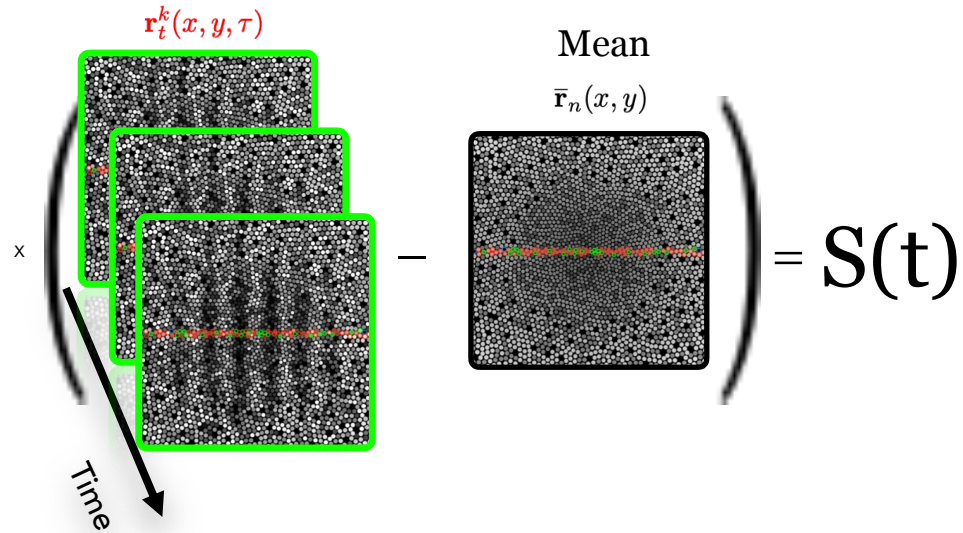 r_t^k(x, y, τ)
Mean
r̄_n(x, y)
x ( − ) = S(t)
Time